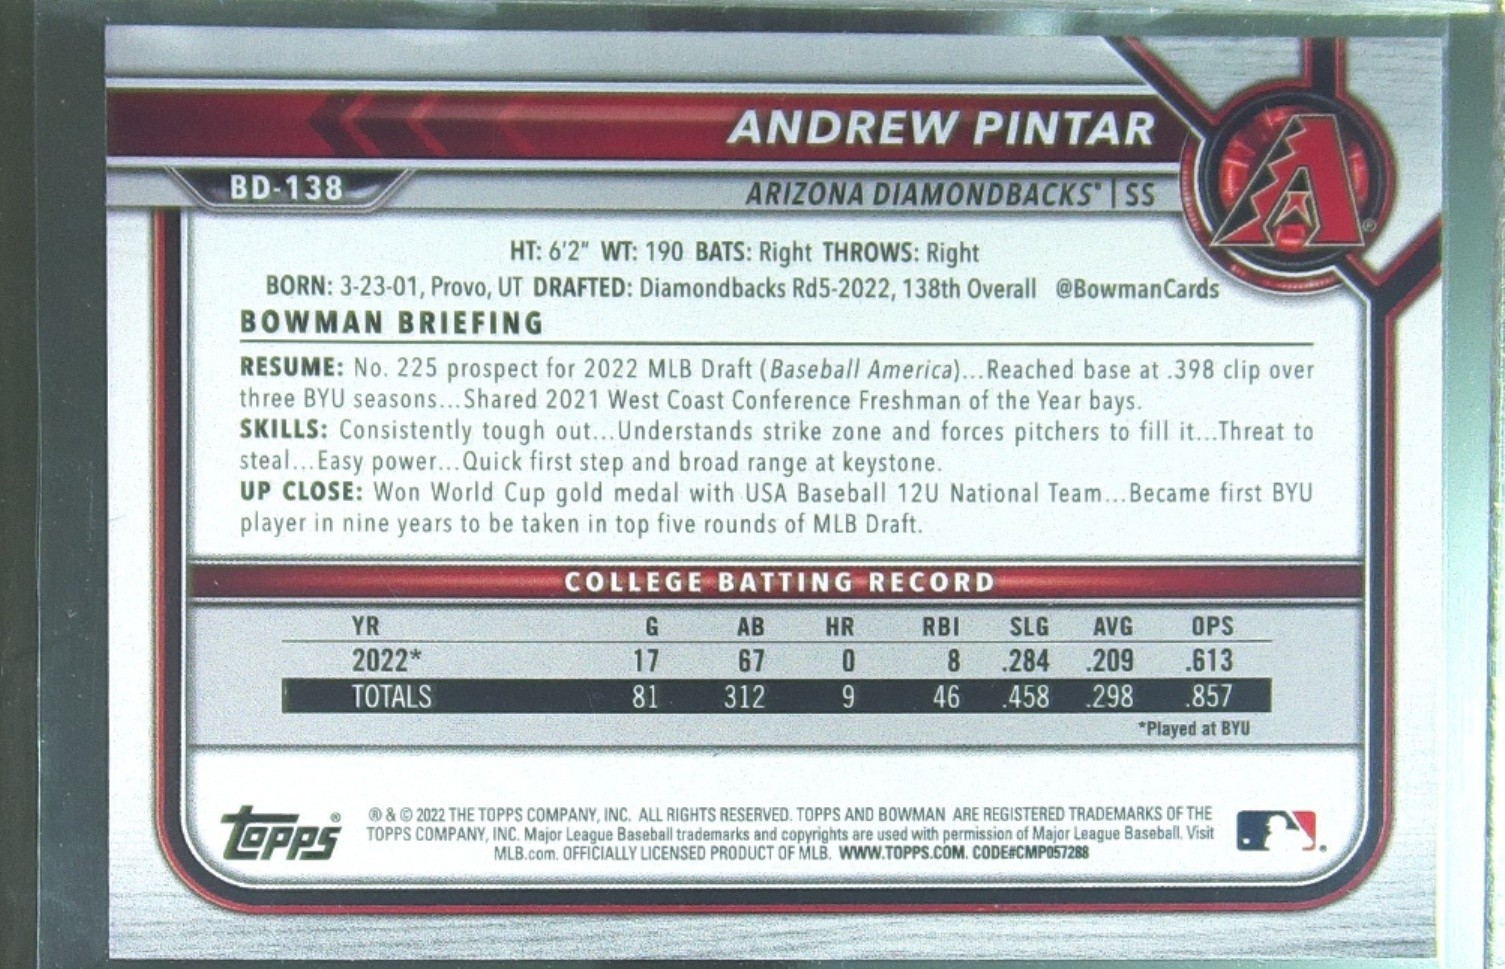 ANDREW PINTAR
BD-138
ARIZONA DIAMONDBACKS® | SS
A ®
HT: 6'2" WT: 190 BATS: Right THROWS: Right
BORN: 3-23-01, Provo, UT DRAFTED: Diamondbacks Rd5-2022, 138th Overall @BowmanCards
BOWMAN BRIEFING
RESUME: No. 225 prospect for 2022 MLB Draft (Baseball America)...Reached base at .398 clip over
three BYU seasons...Shared 2021 West Coast Conference Freshman of the Year bays.
SKILLS: Consistently tough out...Understands strike zone and forces pitchers to fill it...Threat to
steal...Easy power...Quick first step and broad range at keystone.
UP CLOSE: Won World Cup gold medal with USA Baseball 12U National Team...Became first BYU
player in nine years to be taken in top five rounds of MLB Draft.
COLLEGE BATTING RECORD
YR G AB HR RBI SLG AVG OPS
2022* 17 67 0 8 .284 .209 .613
TOTALS 81 312 9 46 .458 .298 .857
*Played at BYU
topps®
® & © 2022 THE TOPPS COMPANY, INC. ALL RIGHTS RESERVED. TOPPS AND BOWMAN ARE REGISTERED TRADEMARKS OF THE
TOPPS COMPANY, INC. Major League Baseball trademarks and copyrights are used with permission of Major League Baseball. Visit
MLB.com. OFFICIALLY LICENSED PRODUCT OF MLB. WWW.TOPPS.COM. CODE#CMP057288